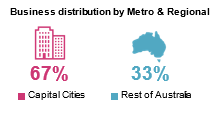 Business distribution by Metro & Regional
67% 33%
Capital Cities Rest of Australia